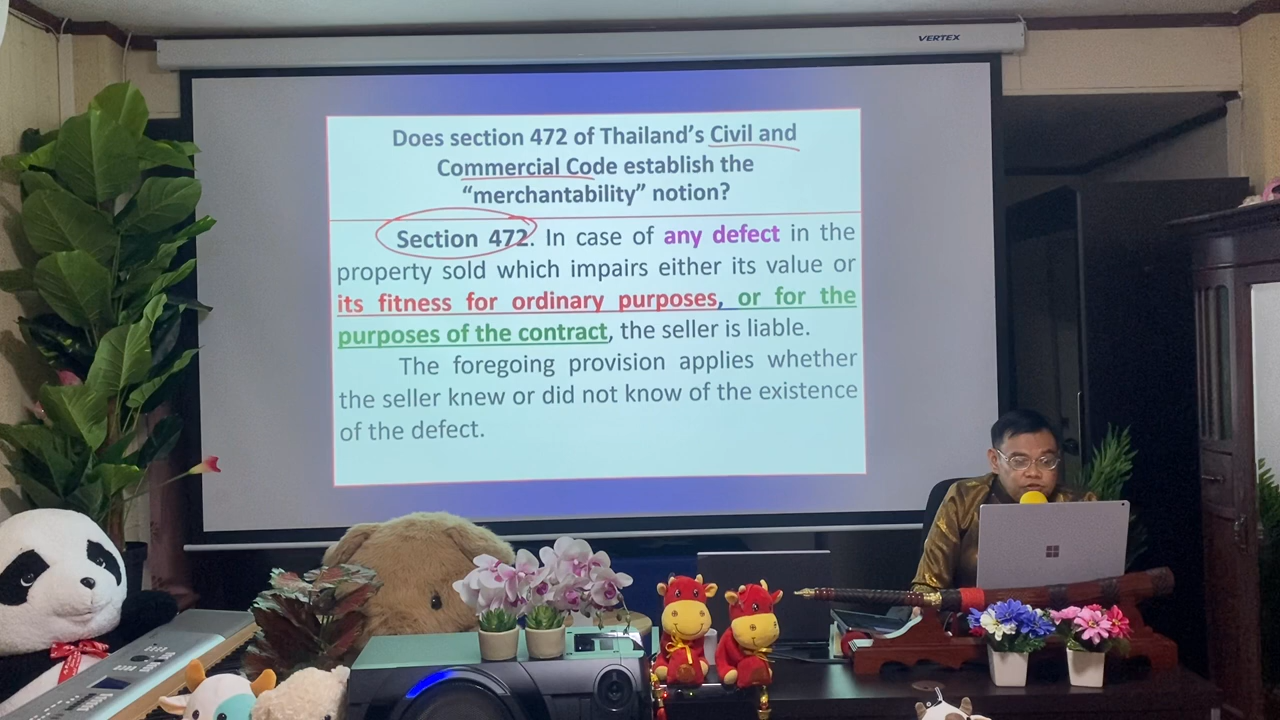 VERTEX
Does section 472 of Thailand’s Civil and
Commercial Code establish the
“merchantability” notion?
Section 472. In case of any defect in the
property sold which impairs either its value or
its fitness for ordinary purposes, or for the
purposes of the contract, the seller is liable.
The foregoing provision applies whether
the seller knew or did not know of the existence
of the defect.